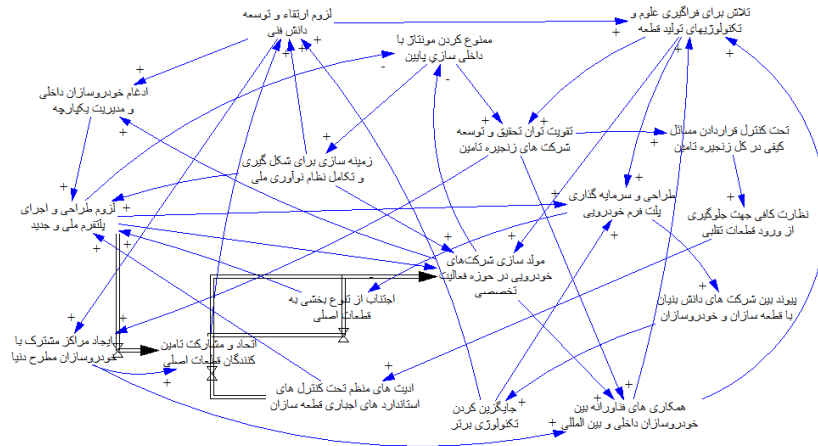 لزوم ارتقاء و توسعه
دانش فنی
تلاش برای فراگیری علوم و
تکنولوژیهای تولید قطعه
ممنوع کردن مونتاژ با
داخلی سازی پایین
ادغام خودروسازان داخلی
و مدیریت یکپارچه
تقویت توان تحقیق و توسعه
شرکت های زنجیره تامین
تحت کنترل قراردادن مسائل
کیفی در کل زنجیره تامین
زمینه سازی برای شکل گیری
و تکامل نظام نوآوری ملی
لزوم طراحی و اجرای
پلتفرم ملی و جدید
طراحی و سرمایه گذاری
پلت فرم خودرویی
نظارت کافی جهت جلوگیری
از ورود قطعات تقلبی
مولد سازی شرکت‌های
خودرویی در حوزه فعالیت
تخصصی
اجتناب از تنوع بخشی به
قطعات اصلی
پیوند بین شرکت های دانش بنیان
با قطعه سازان و خودروسازان
ایجاد مراکز مشترک با
خودروسازان مطرح دنیا
اتحاد و مشارکت تامین
کنندگان قطعات اصلی
ادیت های منظم تحت کنترل های
استاندارد های اجباری قطعه سازان
جایگزین کردن
تکنولوژی برتر
همکاری های فناورانه بین
خودروسازان داخلی و بین المللی